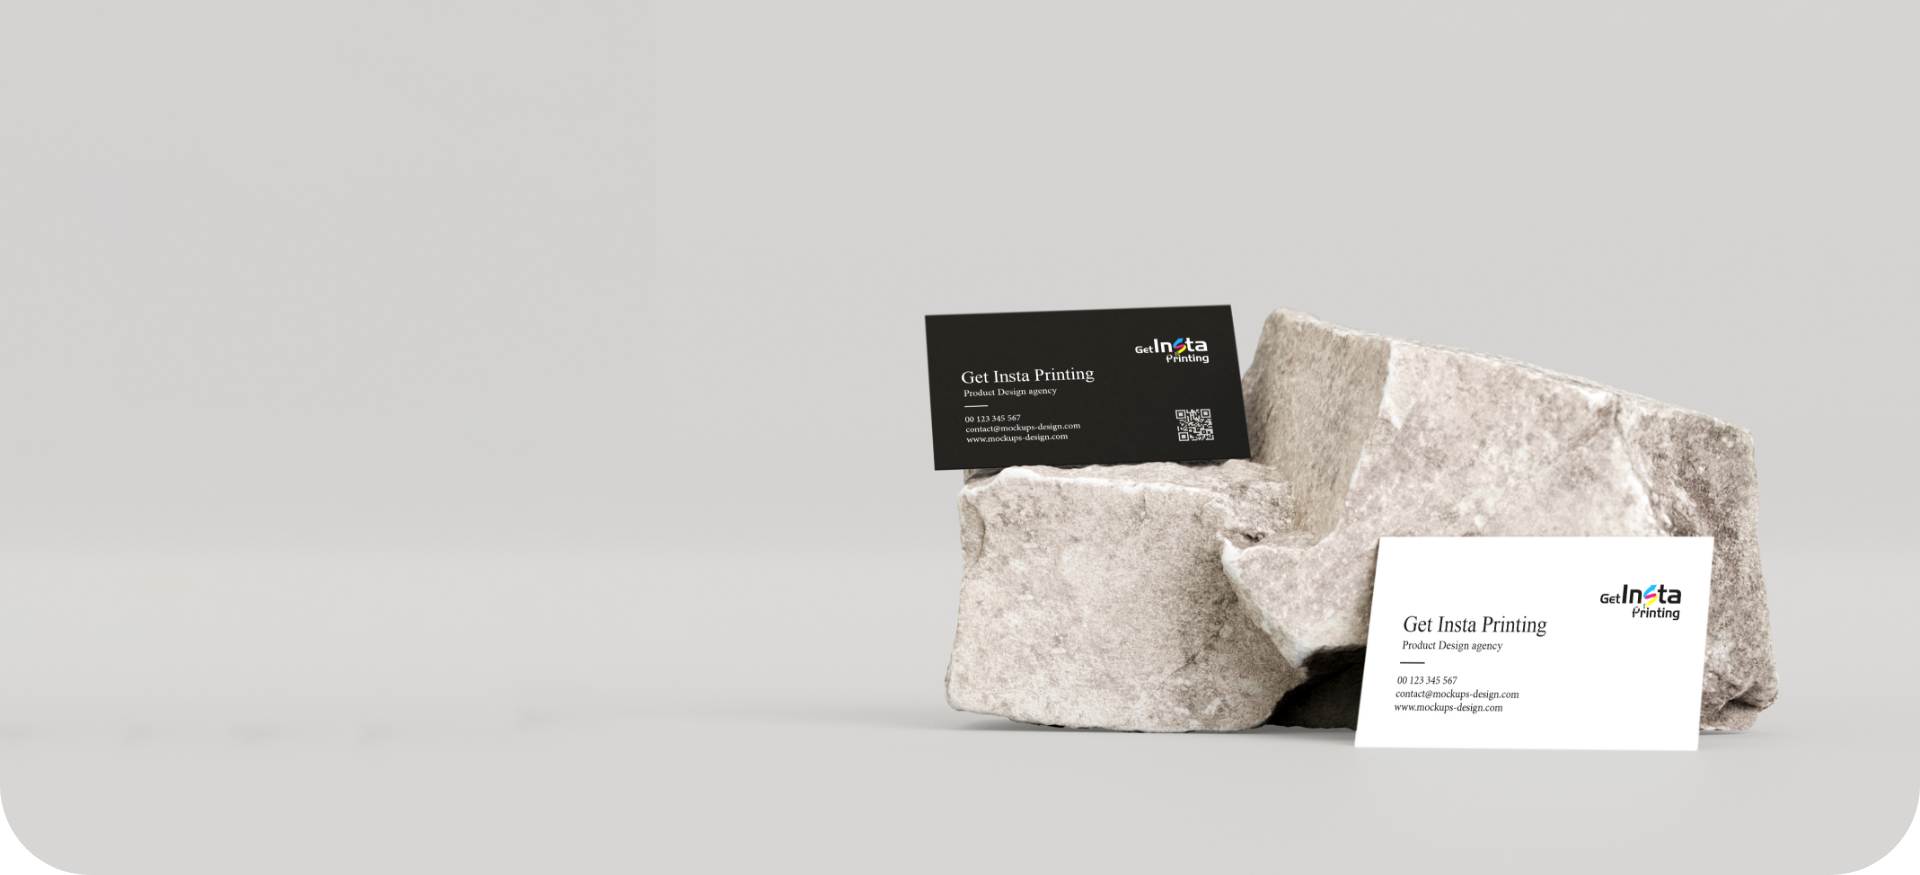 Get Insta
Printing
Get Insta Printing
Product Design agency
00 123 345 567
contact@mockups-design.com
www.mockups-design.com
Get Insta
Printing
Get Insta Printing
Product Design agency
00 123 345 567
contact@mockups-design.com
www.mockups-design.com